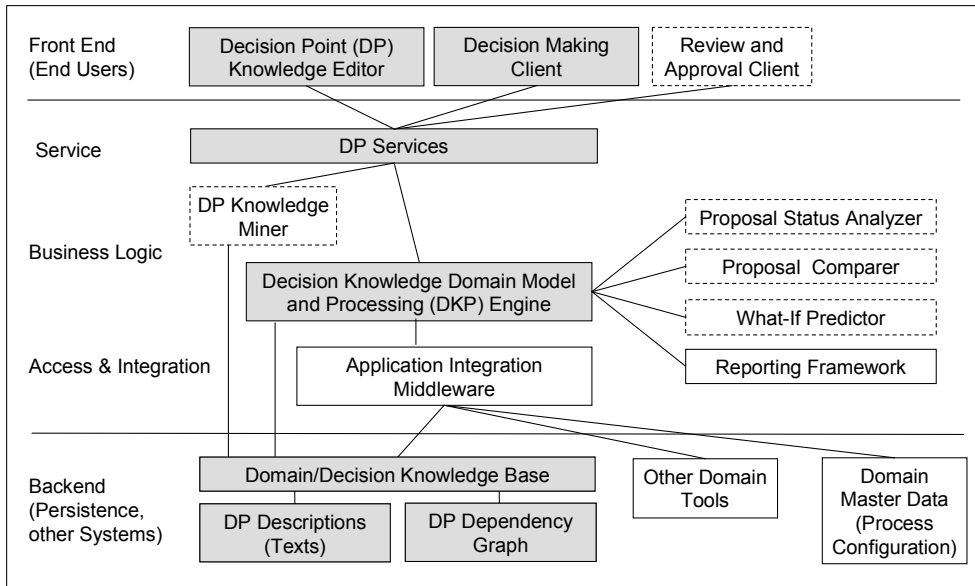 Front End
(End Users)
Decision Point (DP)
Knowledge Editor
Decision Making
Client
Review and
Approval Client
Service
DP Services
DP Knowledge
Miner
Business Logic
Proposal Status Analyzer
Decision Knowledge Domain Model
and Processing (DKP) Engine
Proposal  Comparer
What-If Predictor
Access & Integration
Application Integration
Middleware
Reporting Framework
Backend
(Persistence,
other Systems)
Domain/Decision Knowledge Base
DP Descriptions
(Texts)
DP Dependency
Graph
Other Domain
Tools
Domain
Master Data
(Process
Configuration)